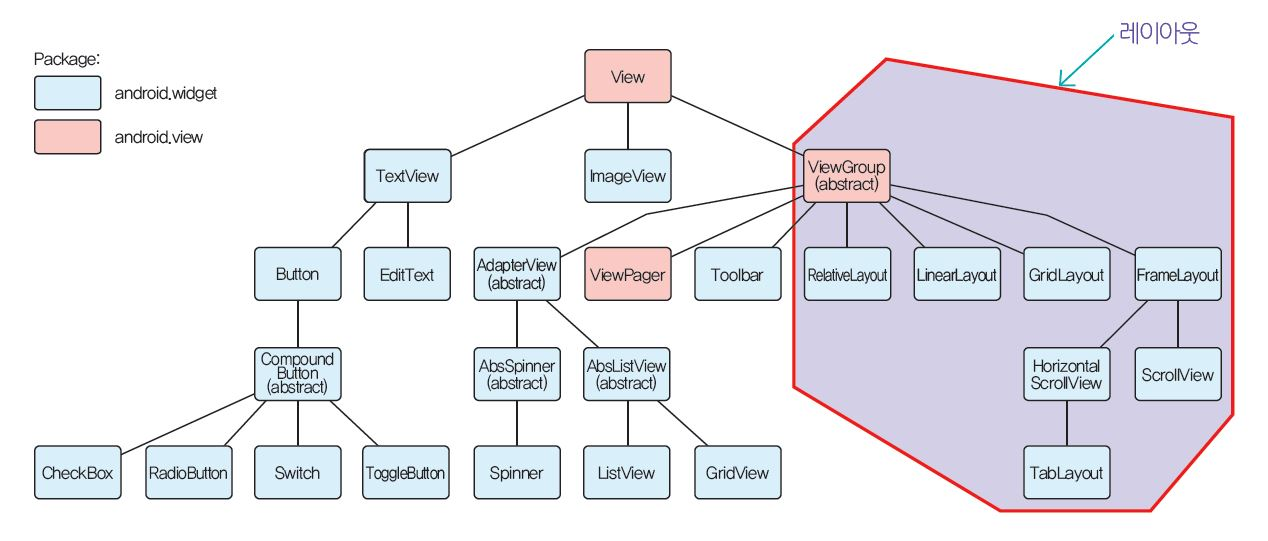 레이아웃
Package:
android.widget
android.view
View
TextView
ImageView
ViewGroup
(abstract)
Button
EditText
AdapterView
(abstract)
ViewPager
Toolbar
RelativeLayout
LinearLayout
GridLayout
FrameLayout
Compound
Button
(abstract)
AbsSpinner
(abstract)
AbsListView
(abstract)
Horizontal
ScrollView
ScrollView
CheckBox
RadioButton
Switch
ToggleButton
Spinner
ListView
GridView
TabLayout